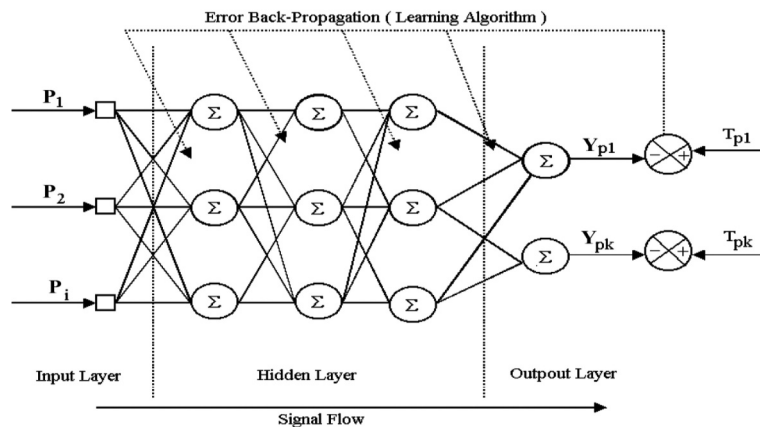 Error Back-Propagation ( Learning Algorithm )
P1
Σ Σ Σ
Yp1
- +
Tp1
Σ
P2
Σ Σ Σ
Ypk
- +
Tpk
Σ
Pi
Σ Σ Σ
Input Layer
Hidden Layer
Outpout Layer
Signal Flow